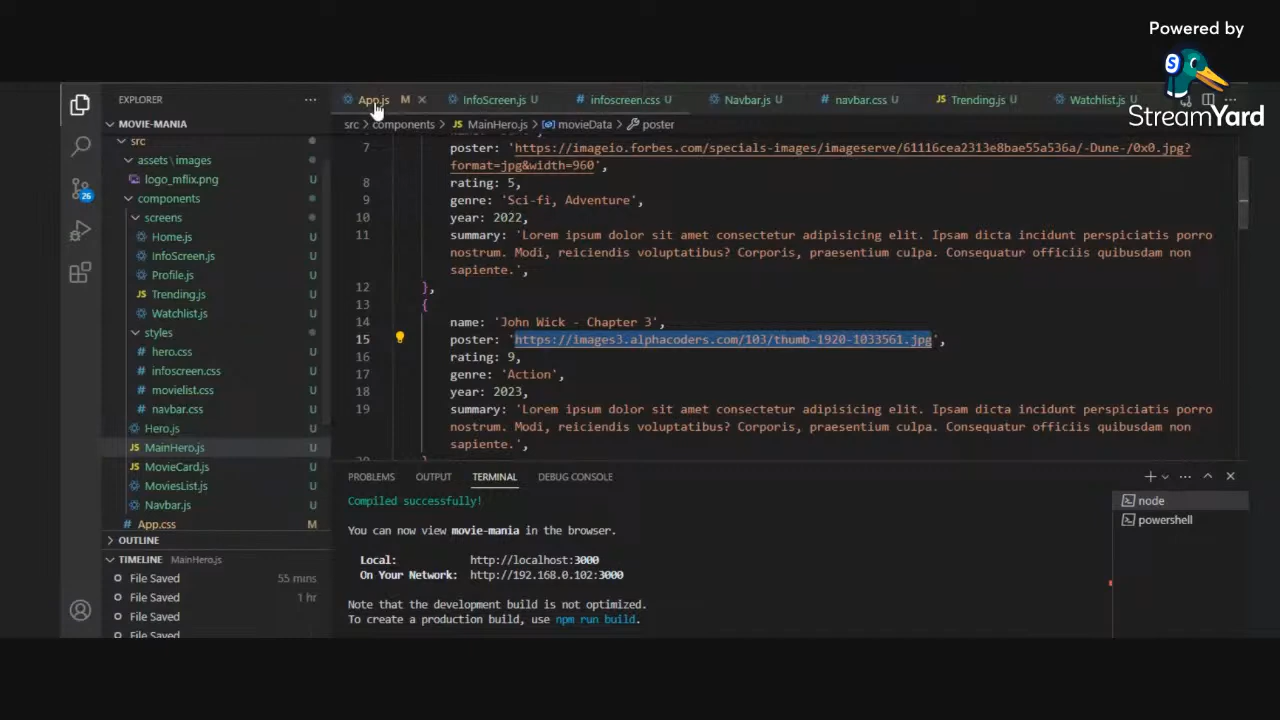 Powered by
StreamYard
EXPLORER
App.js M
InfoScreen.js U
infoscreen.css U
Navbar.js U
navbar.css U
Trending.js U
Watchlist.js U
MOVIE-MANIA
src
assets\images
logo_mflix.png U
components
screens
Home.js U
InfoScreen.js U
Profile.js U
Trending.js U
Watchlist.js U
styles
hero.css U
infoscreen.css U
movielist.css U
navbar.css U
Hero.js U
MainHero.js U
MovieCard.js U
MoviesList.js U
Navbar.js U
App.css M
OUTLINE
TIMELINE MainHero.js
File Saved 55 mins
File Saved 1 hr
File Saved
File Saved
26
src > components > MainHero.js > movieData > poster
7 poster: 'https://imageio.forbes.com/specials-images/imageserve/61116cea2313e8bae55a536a/-Dune-/0x0.jpg?
format=jpg&width=960',
8 rating: 5,
9 genre: 'Sci-fi, Adventure',
10 year: 2022,
11 summary: 'Lorem ipsum dolor sit amet consectetur adipisicing elit. Ipsam dicta incidunt perspiciatis porro
nostrum. Modi, reiciendis voluptatibus? Corporis, praesentium culpa. Consequatur officiis quibusdam non
sapiente.',
12 },
13 {
14 name: 'John Wick - Chapter 3',
15 poster: 'https://images3.alphacoders.com/103/thumb-1920-1033561.jpg',
16 rating: 9,
17 genre: 'Action',
18 year: 2023,
19 summary: 'Lorem ipsum dolor sit amet consectetur adipisicing elit. Ipsam dicta incidunt perspiciatis porro
nostrum. Modi, reiciendis voluptatibus? Corporis, praesentium culpa. Consequatur officiis quibusdam non
sapiente.',
PROBLEMS OUTPUT TERMINAL DEBUG CONSOLE
Compiled successfully!
You can now view movie-mania in the browser.
Local: http://localhost:3000
On Your Network: http://192.168.0.102:3000
Note that the development build is not optimized.
To create a production build, use npm run build.
node
powershell